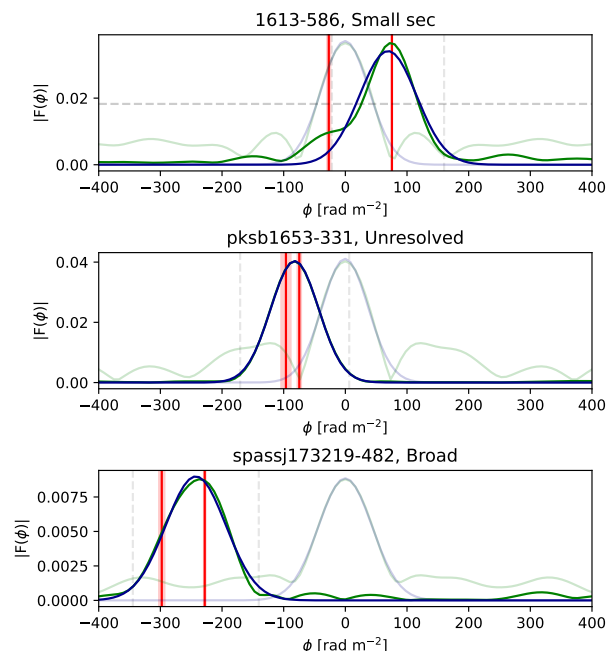 1613-586, Small sec
|F(ϕ)|
0.02
0.00
−400 −300 −200 −100 0 100 200 300 400
ϕ [rad m⁻²]
pksb1653-331, Unresolved
|F(ϕ)|
0.04
0.02
0.00
−400 −300 −200 −100 0 100 200 300 400
ϕ [rad m⁻²]
spassj173219-482, Broad
|F(ϕ)|
0.0075
0.0050
0.0025
0.0000
−400 −300 −200 −100 0 100 200 300 400
ϕ [rad m⁻²]